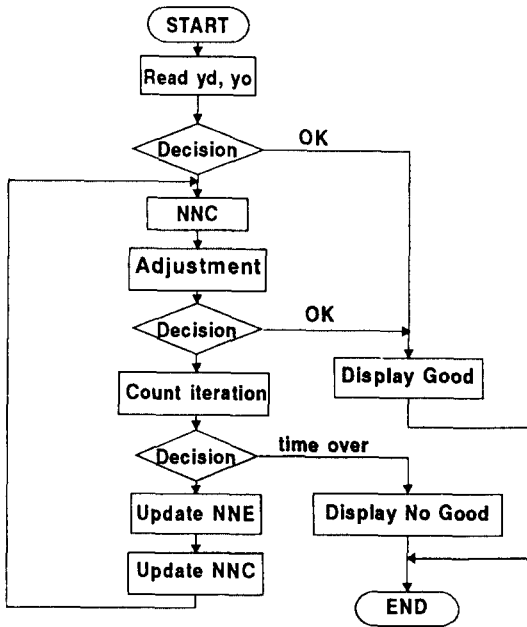 START
Read yd, yo
Decision
OK
NNC
Adjustment
Decision
OK
Display Good
Count iteration
Decision
time over
Update NNE
Display No Good
Update NNC
END